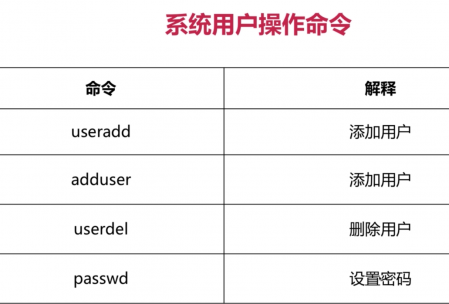 系统用户操作命令
命令 解释
useradd 添加用户
adduser 添加用户
userdel 删除用户
passwd 设置密码